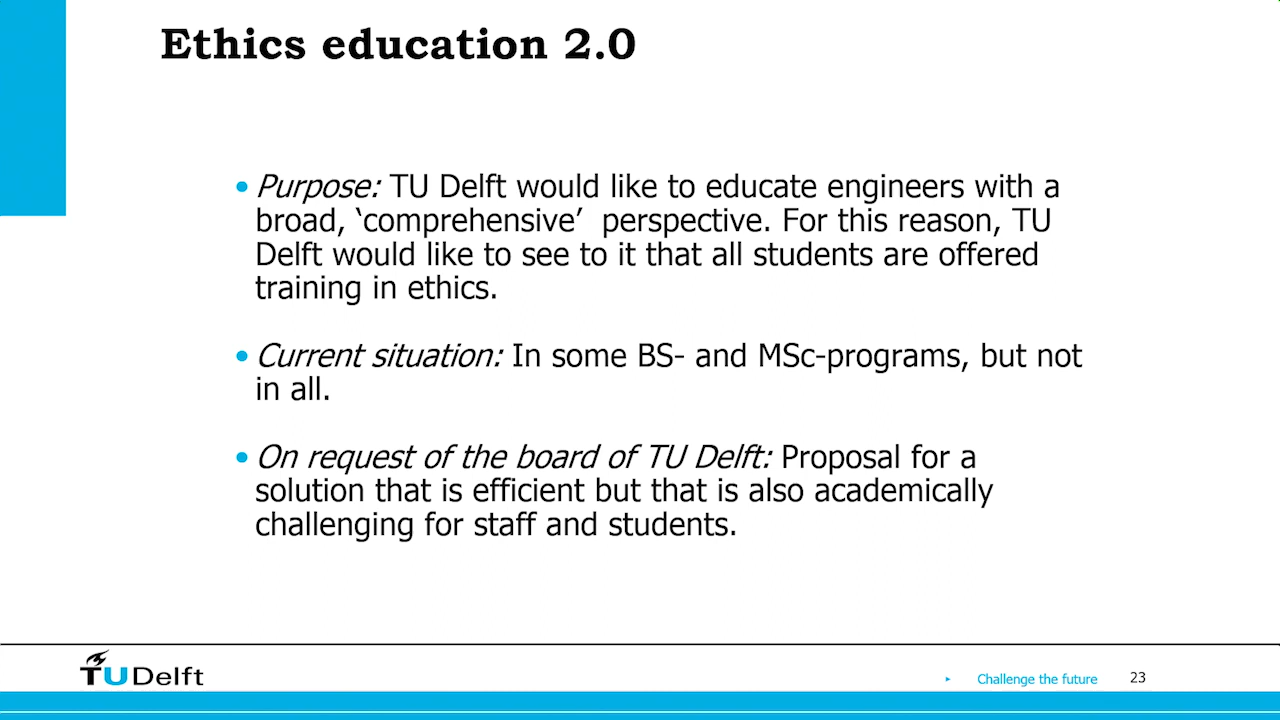 Ethics education 2.0
• Purpose: TU Delft would like to educate engineers with a
broad, ‘comprehensive’ perspective. For this reason, TU
Delft would like to see to it that all students are offered
training in ethics.
• Current situation: In some BS- and MSc-programs, but not
in all.
• On request of the board of TU Delft: Proposal for a
solution that is efficient but that is also academically
challenging for staff and students.
TU Delft
Challenge the future
23